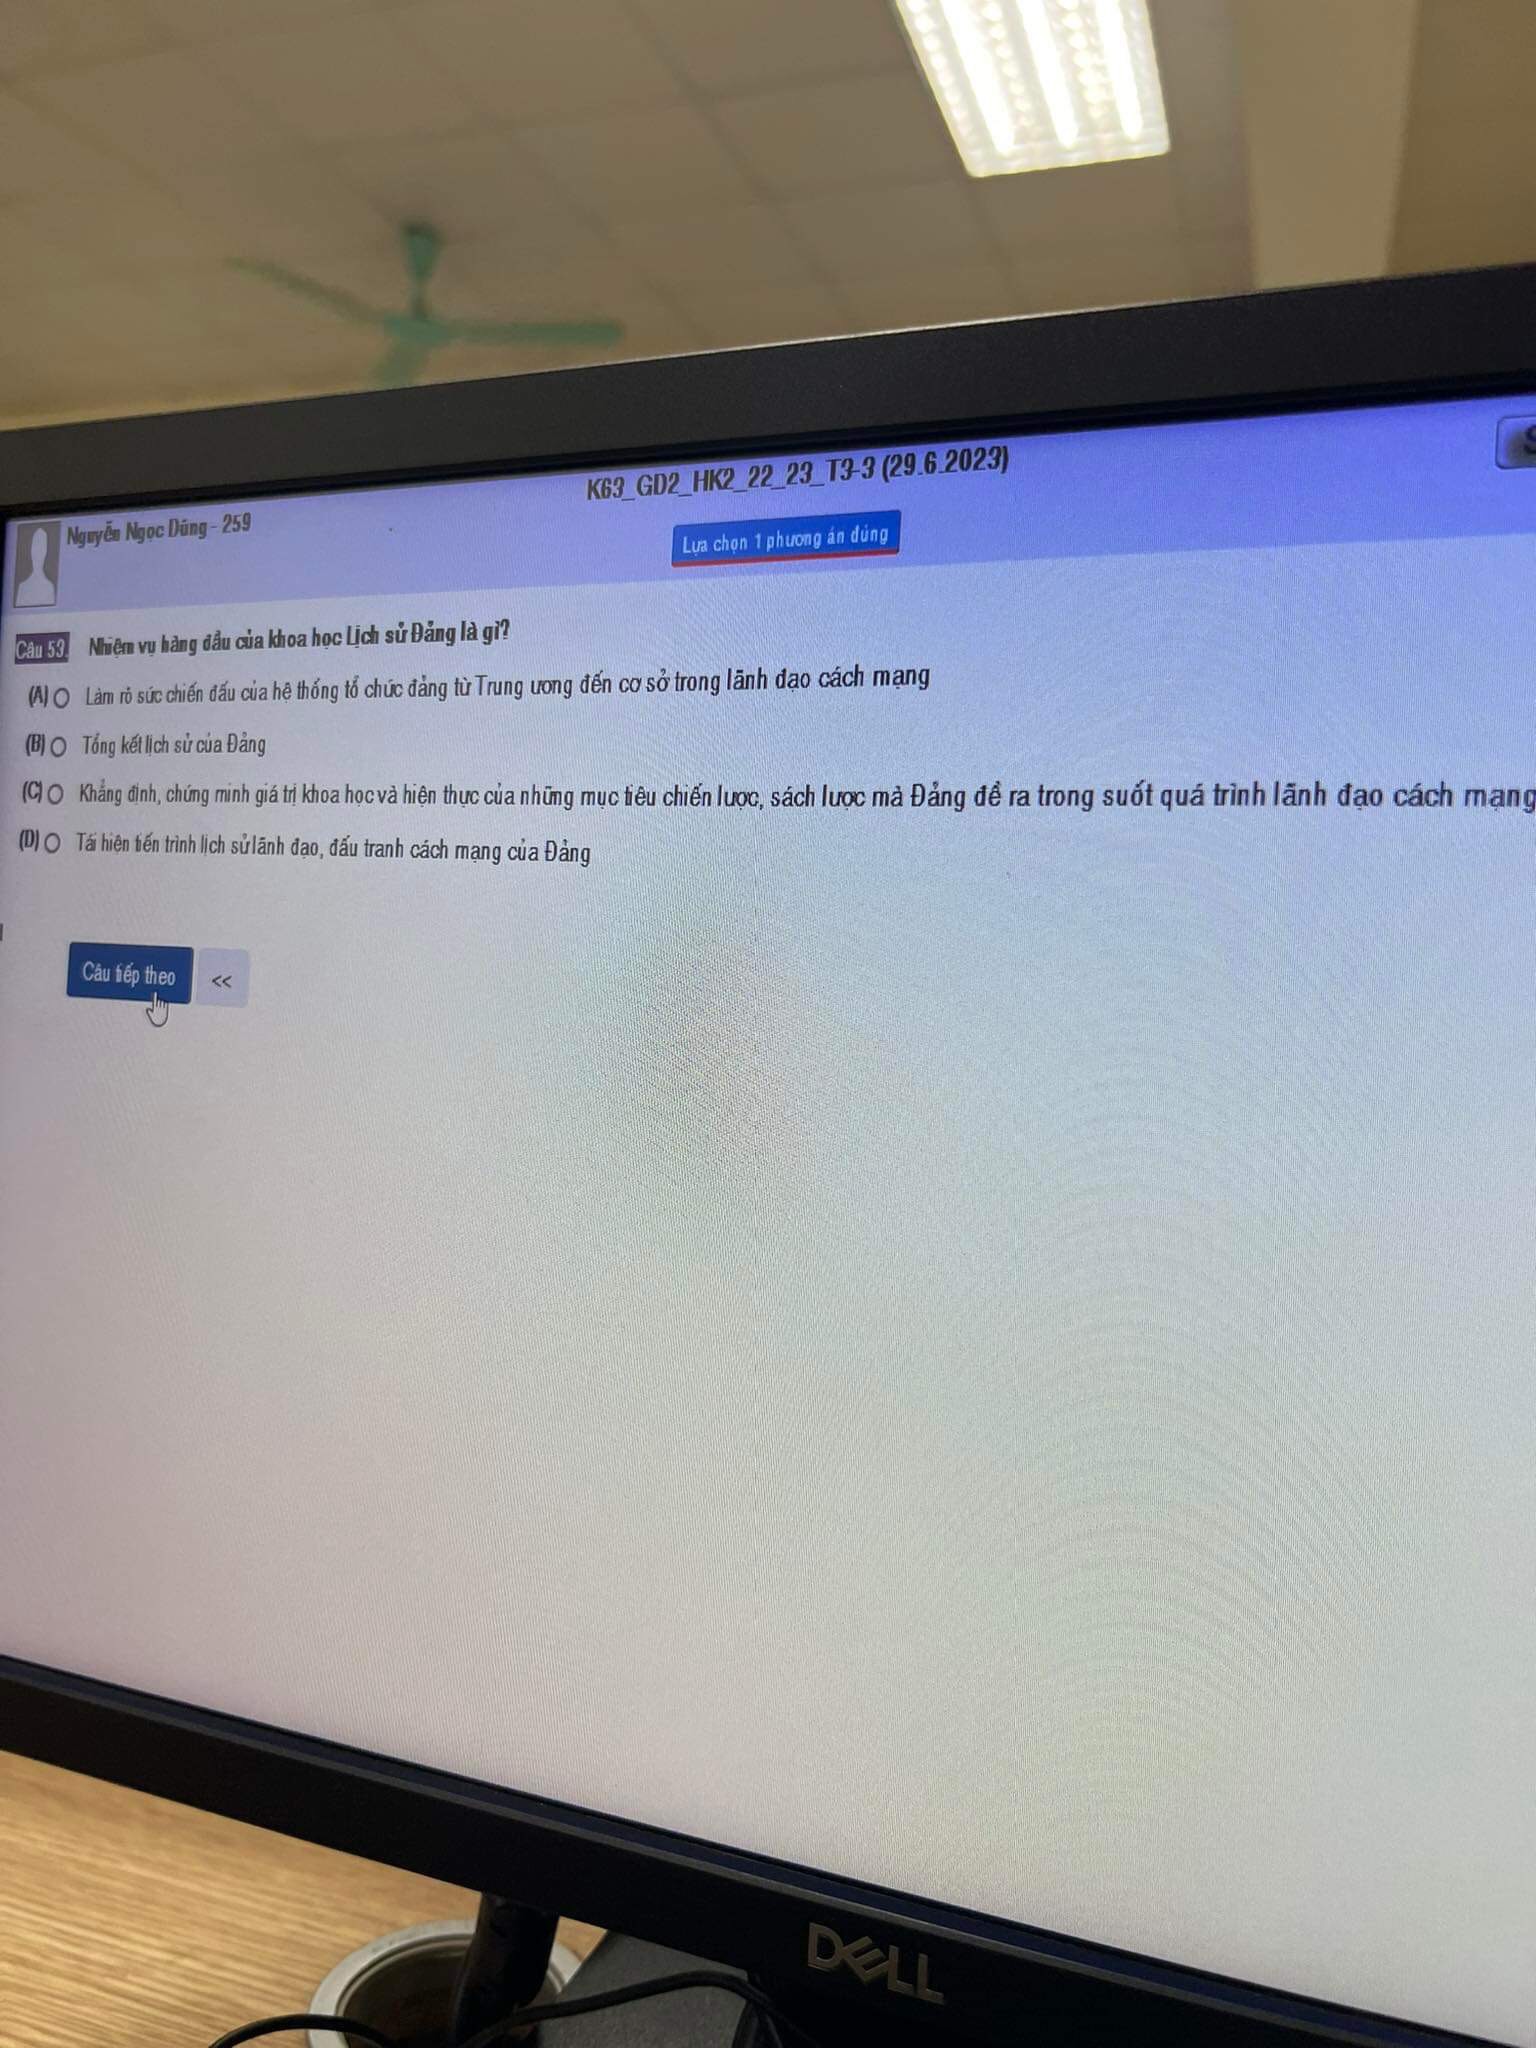 K63_GD2_HK2_22_23_T3-3 (29.6.2023)
Nguyễn Ngọc Dũng - 259
Lựa chọn 1 phương án đúng
Câu 53. Nhiệm vụ hàng đầu của khoa học Lịch sử Đảng là gì?
(A) Làm rõ sức chiến đấu của hệ thống tổ chức đảng từ Trung ương đến cơ sở trong lãnh đạo cách mạng
(B) Tổng kết lịch sử của Đảng
(C) Khẳng định, chứng minh giá trị khoa học và hiện thực của những mục tiêu chiến lược, sách lược mà Đảng đề ra trong suốt quá trình lãnh đạo cách mạng
(D) Tái hiện tiến trình lịch sử lãnh đạo, đấu tranh cách mạng của Đảng
Câu tiếp theo <<
DELL